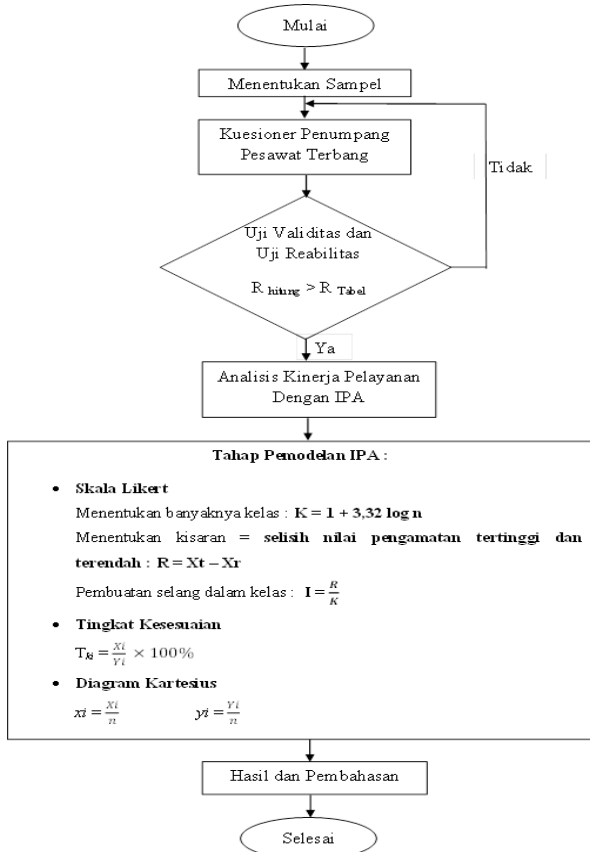 Mulai
Menentukan Sampel
Kuesioner Penumpang
Pesawat Terbang
Tidak
Uji Validitas dan
Uji Reabilitas
R hitung > R Tabel
Ya
Analisis Kinerja Pelayanan
Dengan IPA
Tahap Pemodelan IPA :
• Skala Likert
Menentukan banyaknya kelas : K = 1 + 3,32 log n
Menentukan kisaran = selisih nilai pengamatan tertinggi dan
terendah : R = Xt – Xr
Pembuatan selang dalam kelas : I = R/K
• Tingkat Kesesuaian
Tki = Xi/Yi × 100%
• Diagram Kartesius
xi = Xi/n yi = Yi/n
Hasil dan Pembahasan
Selesai